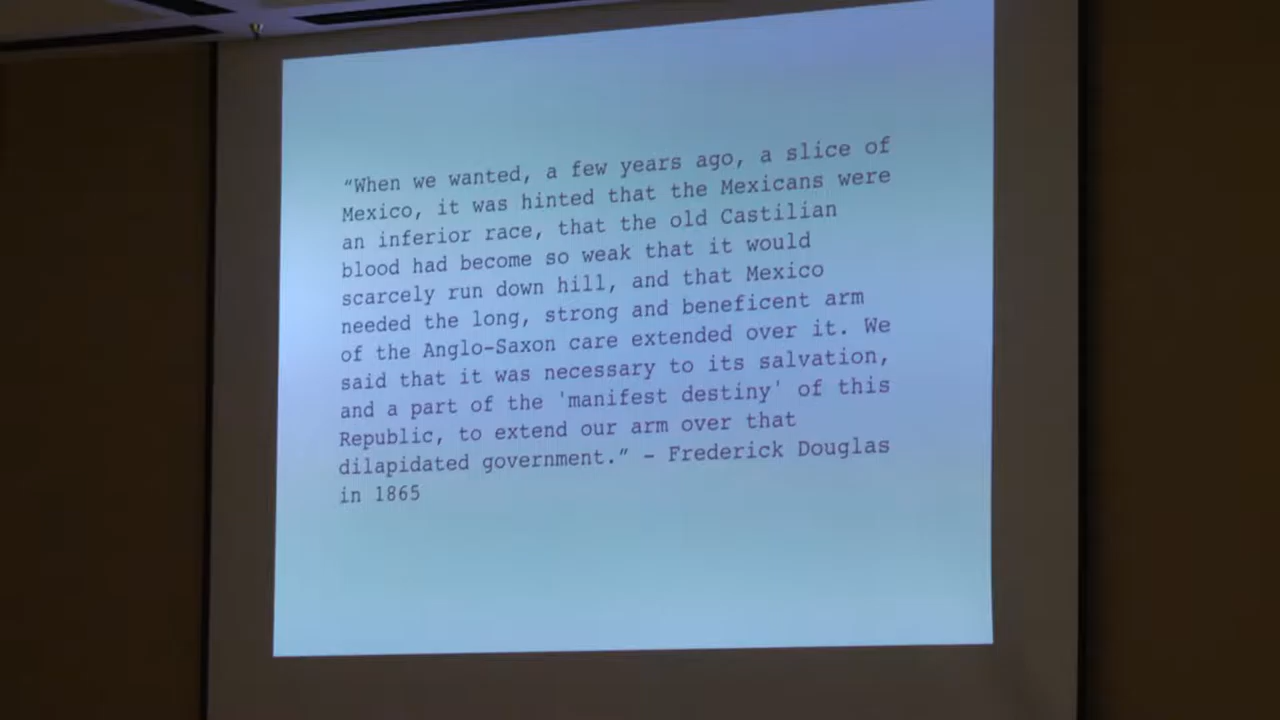 “When we wanted, a few years ago, a slice of
Mexico, it was hinted that the Mexicans were
an inferior race, that the old Castilian
blood had become so weak that it would
scarcely run down hill, and that Mexico
needed the long, strong and beneficent arm
of the Anglo-Saxon care extended over it. We
said that it was necessary to its salvation,
and a part of the 'manifest destiny' of this
Republic, to extend our arm over that
dilapidated government.” – Frederick Douglas
in 1865